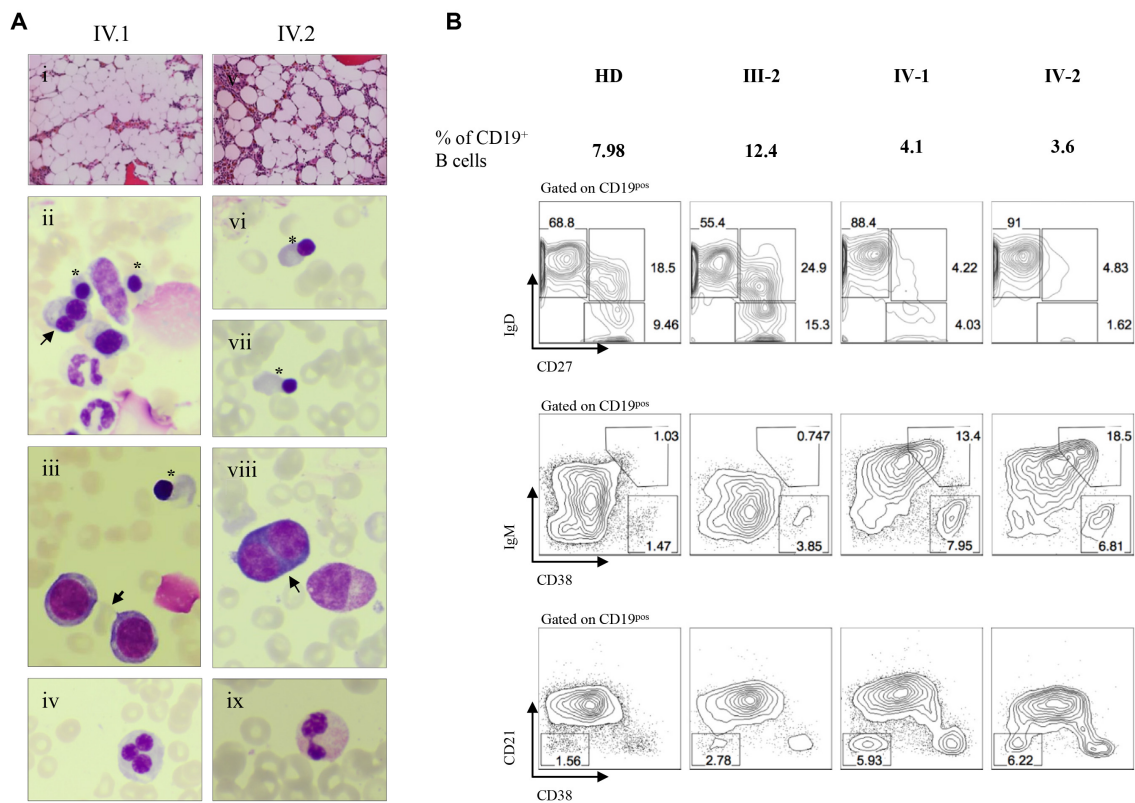 A
IV.1
IV.2
i
v
ii
*
*
vi
*
vii
*
iii
*
viii
iv
ix
B
HD
III-2
IV-1
IV-2
% of CD19+
B cells
7.98
12.4
4.1
3.6
Gated on CD19pos
68.8
18.5
9.46
55.4
24.9
15.3
88.4
4.22
4.03
91
4.83
1.62
IgD
CD27
Gated on CD19pos
1.03
1.47
0.747
3.85
13.4
7.95
18.5
6.81
IgM
CD38
Gated on CD19pos
1.56
2.78
5.93
6.22
CD21
CD38